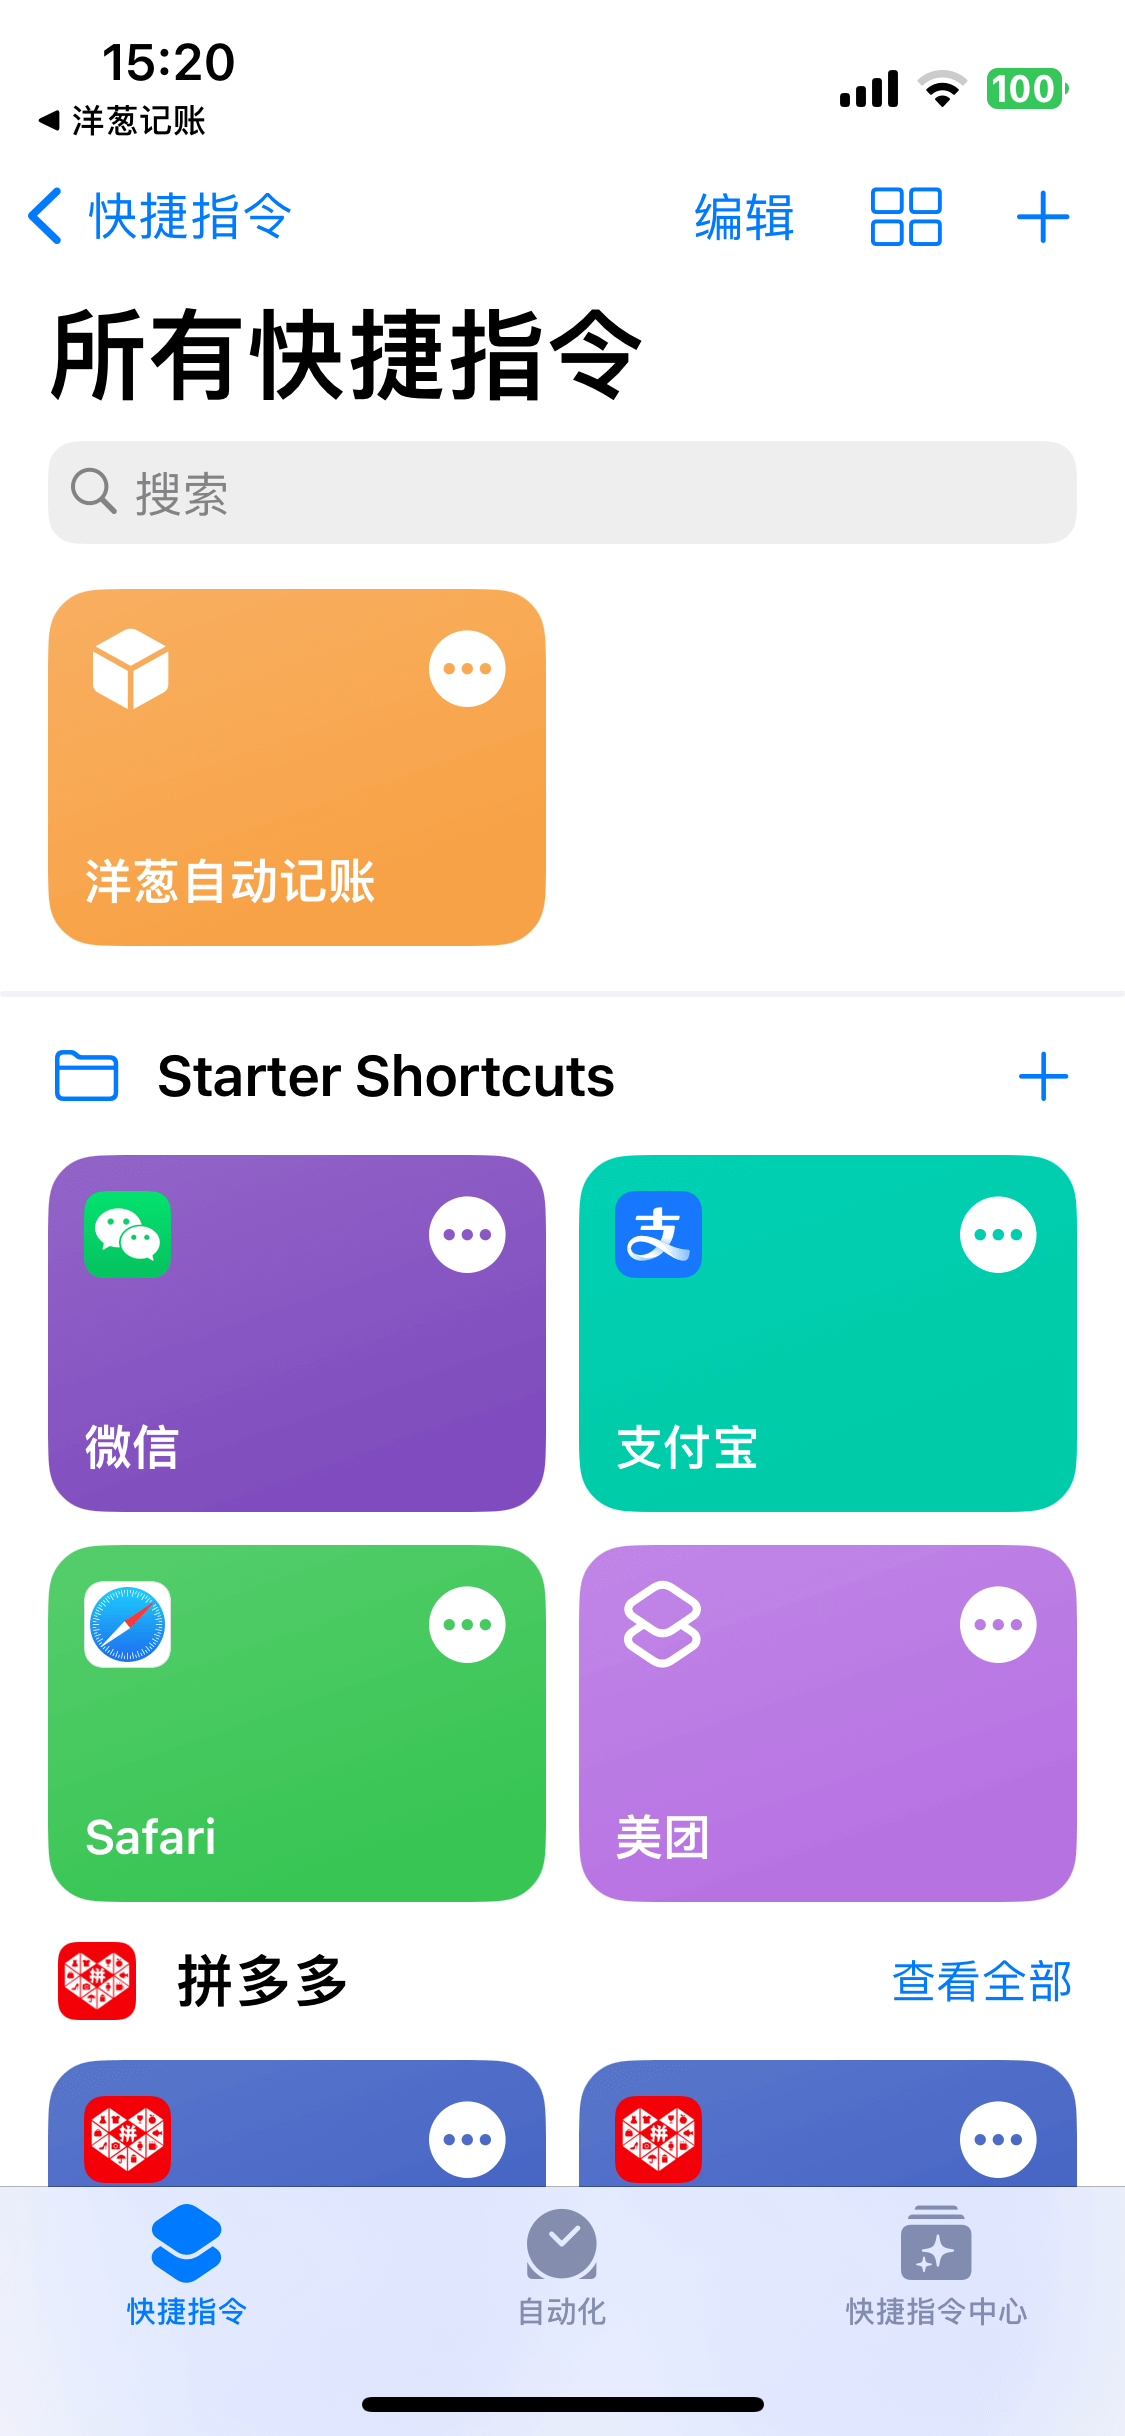 15:20
100
洋葱记账
快捷指令
编辑
所有快捷指令
搜索
洋葱自动记账
Starter Shortcuts
支
微信
支付宝
Safari
美团
拼
拼多多
查看全部
拼
拼
快捷指令
自动化
快捷指令中心